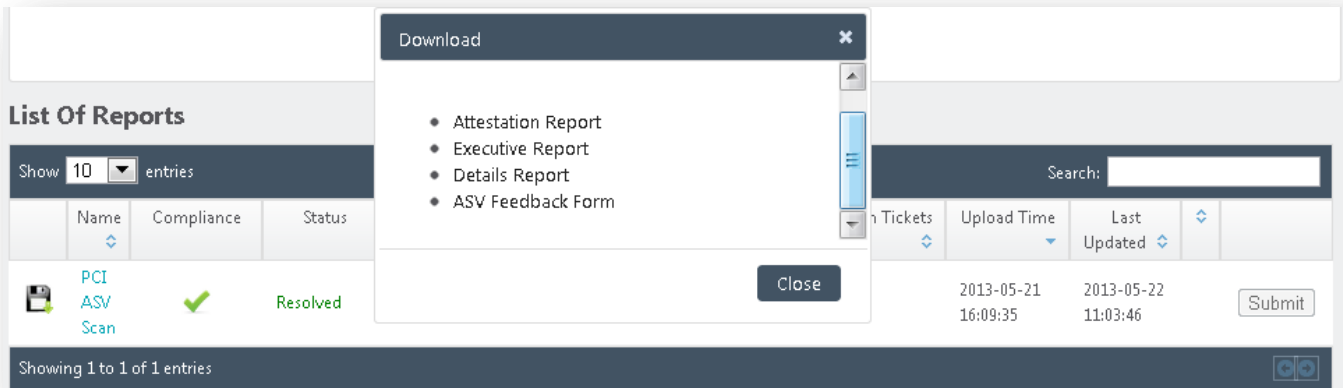 Download
List Of Reports
Attestation Report
Executive Report
Details Report
ASV Feedback Form
Show 10 entries
Search:
Name
Compliance
Status
Tickets
Upload Time
Last
Updated
Close
PCI
ASV
Scan
Resolved
2013-05-21
16:09:35
2013-05-22
11:03:46
Submit
Showing 1 to 1 of 1 entries